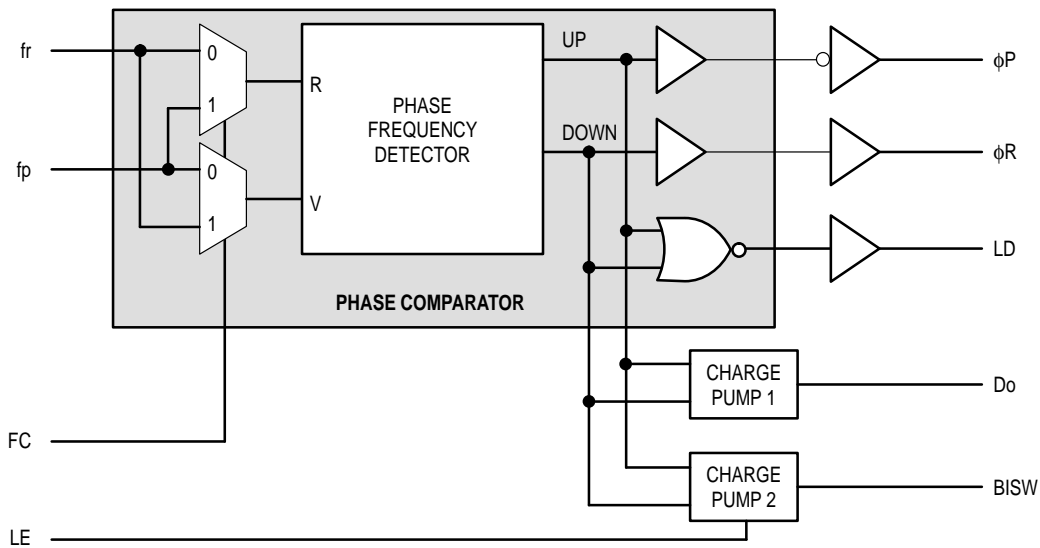 fr
0
1
R
PHASE
FREQUENCY
DETECTOR
UP
ϕP
fp
0
1
V
DOWN
ϕR
LD
PHASE COMPARATOR
CHARGE
PUMP 1
Do
FC
CHARGE
PUMP 2
BISW
LE